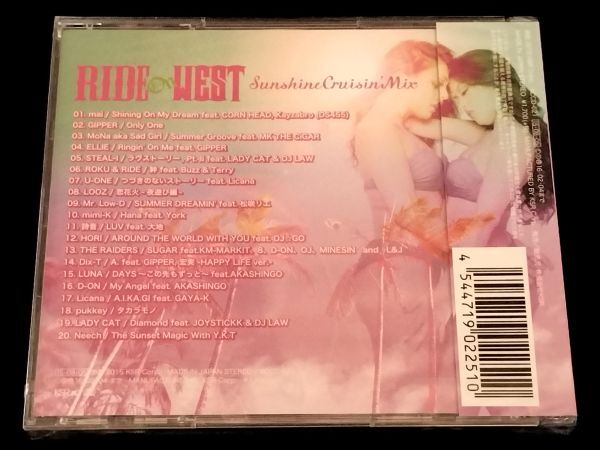 RIDE ON WEST Sunshine Cruisin' Mix
01. mai / Shining On My Dream feat. CORN HEAD, Kayzabro (DS455)
02. GIPPER / Only One
03. MoNa aka Sad Girl / Summer Groove feat. MK THE CIGAR
04. ELLIE / Ringin' On Me feat. GIPPER
05. STEAL-I / ラヴストーリー Pt. II feat. LADY CAT & DJ LAW
06. ROKU & RIDE / 絆 feat. Buzz & Terry
07. U-ONE / つづきのないストーリー feat. Licana
08. LOOZ / 恋花火 - 夜遊び編 -
09. Mr. Low-D / SUMMER DREAMIN' feat. 松咲リエ
10. mimi-K / Hana feat. York
11. 詩音 / LUV feat. 大地
12. HORI / AROUND THE WORLD WITH YOU feat. DJ☆GO
13. THE RAIDERS / SUGAR feat.KM-MARKIT, 8, D-ON, OJ, MINESIN and L&J
14. Dix-T / A. feat. GIPPER, 宏実 -HAPPY LIFE ver.-
15. LUNA / DAYS 〜この先もずっと〜 feat.AKASHINGO
16. D-ON / My Angel feat. AKASHINGO
17. Licana / A.I.KA.GI feat. GAYA-K
18. pukkey / タカラモノ
19. LADY CAT / Diamond feat. JOYSTICKK & DJ LAW
20. Neech / The Sunset Magic With Y.K.T
2015 KSR Corp. MADE IN JAPAN STEREO
4 544719 022510